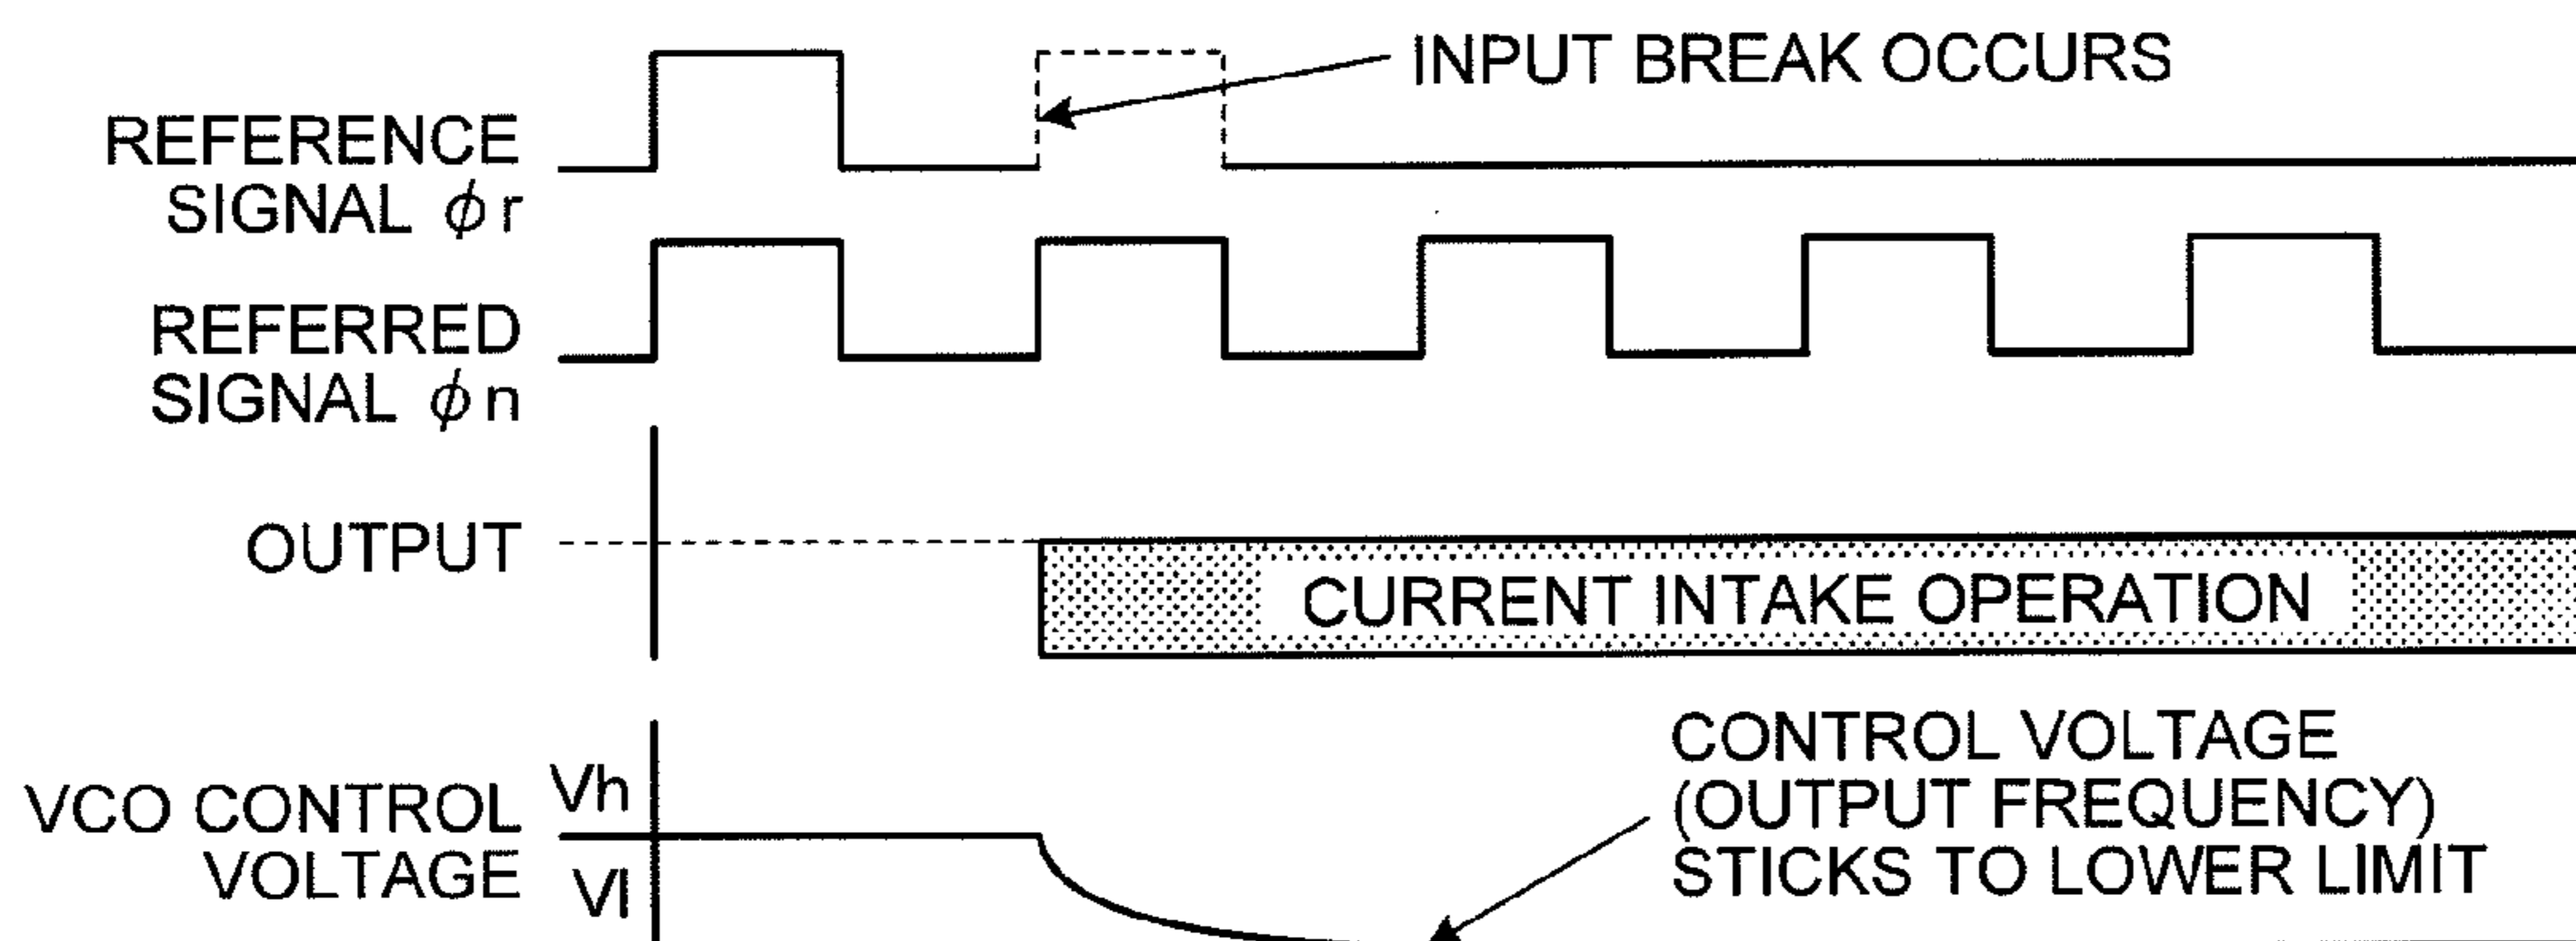 INPUT BREAK OCCURS
REFERENCE
SIGNAL ϕr
REFERRED
SIGNAL ϕn
OUTPUT
CURRENT INTAKE OPERATION
VCO CONTROL
VOLTAGE
Vh
Vl
CONTROL VOLTAGE
(OUTPUT FREQUENCY)
STICKS TO LOWER LIMIT